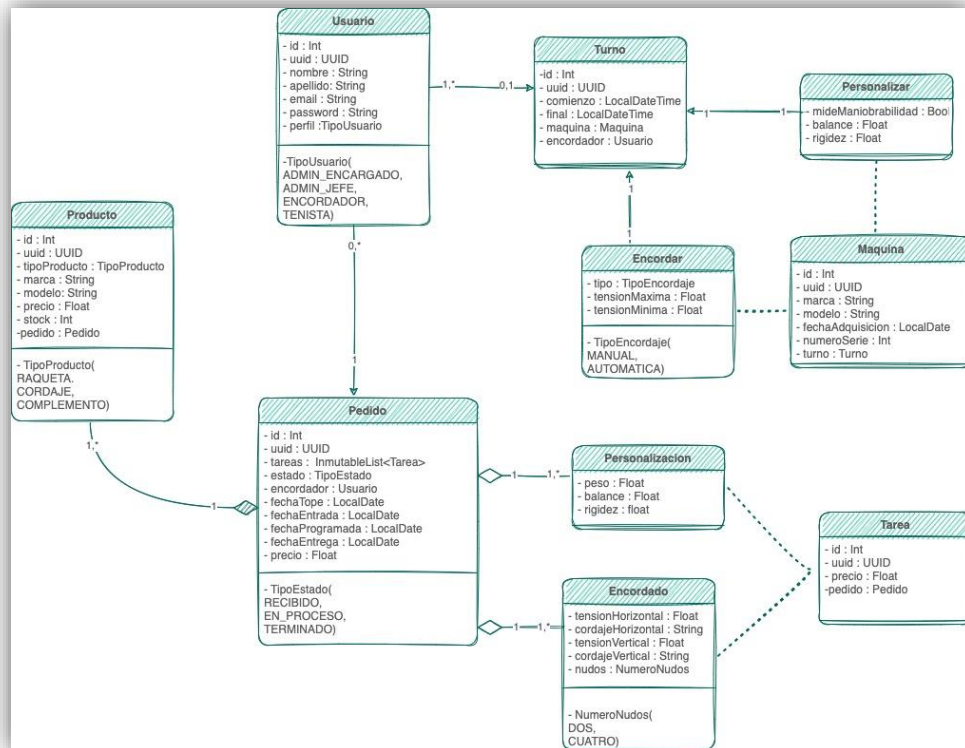 Usuario
- id : Int
- uuid : UUID
- nombre : String
- apellido: String
- email : String
- password : String
- perfil :TipoUsuario
-TipoUsuario(
ADMIN_ENCARGADO,
ADMIN_JEFE,
ENCORDADOR,
TENISTA)
1,*
0,1
Turno
-id : Int
- uuid : UUID
- comienzo : LocalDateTime
- final : LocalDateTime
- maquina : Maquina
- encordador : Usuario
1
1
Personalizar
- mideManiobrabilidad : Bool
- balance : Float
- rigidez : Float
Producto
- id : Int
- uuid : UUID
- tipoProducto : TipoProducto
- marca : String
- modelo: String
- precio : Float
- stock : Int
-pedido : Pedido
- TipoProducto(
RAQUETA.
CORDAJE,
COMPLEMENTO)
0,*
1
1
1
Encordar
- tipo : TipoEncordaje
- tensionMaxima : Float
- tensionMinima : Float
- TipoEncordaje(
MANUAL,
AUTOMATICA)
Maquina
- id : Int
- uuid : UUID
- marca : String
- modelo : String
- fechaAdquisicion : LocalDate
- numeroSerie : Int
- turno : Turno
1,*
1
Pedido
- id : Int
- uuid : UUID
- tareas : InmutableList<Tarea>
- estado : TipoEstado
- encordador : Usuario
- fechaTope : LocalDate
- fechaEntrada : LocalDate
- fechaProgramada : LocalDate
- fechaEntrega : LocalDate
- precio : Float
- TipoEstado(
RECIBIDO,
EN_PROCESO,
TERMINADO)
1
1,*
Personalizacion
- peso : Float
- balance : Float
- rigidez : float
1
1,*
Encordado
- tensionHorizontal : Float
- cordajeHorizontal : String
- tensionVertical : Float
- cordajeVertical : String
- nudos : NumeroNudos
- NumeroNudos(
DOS,
CUATRO)
Tarea
- id : Int
- uuid : UUID
- precio : Float
-pedido : Pedido